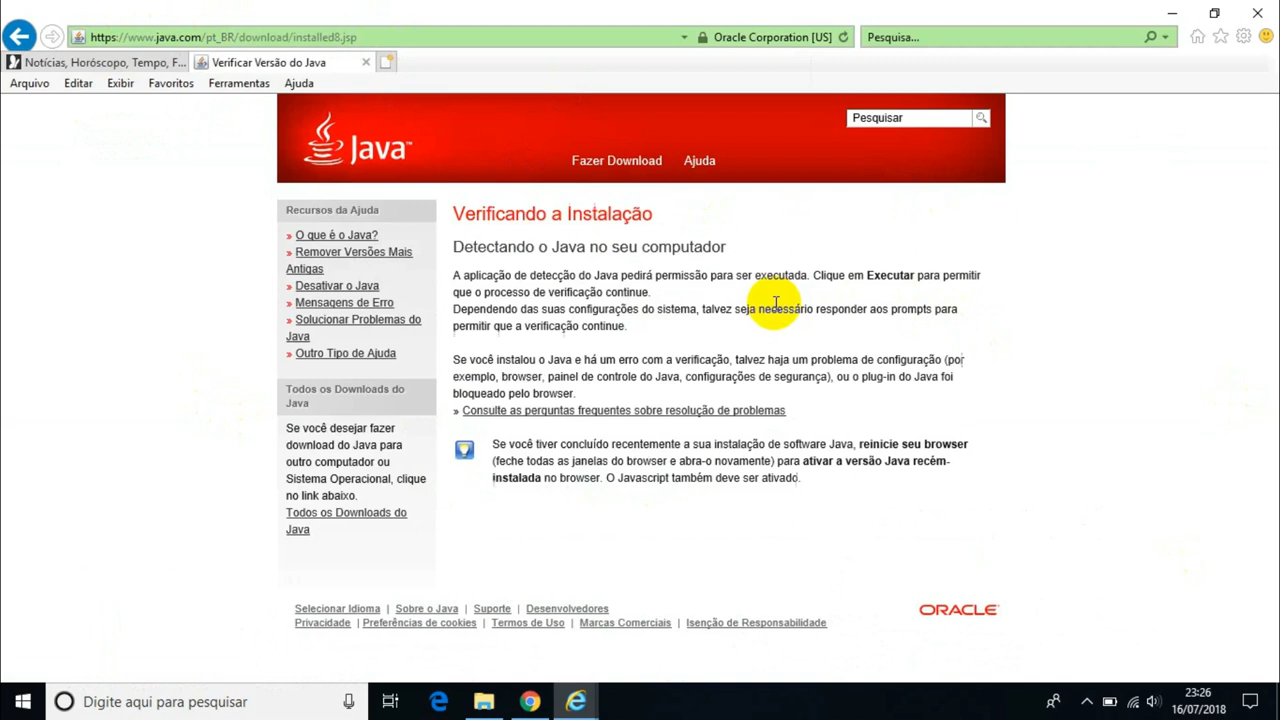 https://www.java.com/pt_BR/download/installed8.jsp
Oracle Corporation [US]
Pesquisa...
Notícias, Horóscopo, Tempo, F...
Verificar Versão do Java
Arquivo Editar Exibir Favoritos Ferramentas Ajuda
Java™
Pesquisar
Fazer Download Ajuda
Recursos da Ajuda
» O que é o Java?
» Remover Versões Mais
Antigas
» Desativar o Java
» Mensagens de Erro
» Solucionar Problemas do
Java
» Outro Tipo de Ajuda
Todos os Downloads do
Java
Se você desejar fazer
download do Java para
outro computador ou
Sistema Operacional, clique
no link abaixo.
Todos os Downloads do
Java
Verificando a Instalação
Detectando o Java no seu computador
A aplicação de detecção do Java pedirá permissão para ser executada. Clique em Executar para permitir
que o processo de verificação continue.
Dependendo das suas configurações do sistema, talvez seja necessário responder aos prompts para
permitir que a verificação continue.
Se você instalou o Java e há um erro com a verificação, talvez haja um problema de configuração (por
exemplo, browser, painel de controle do Java, configurações de segurança), ou o plug-in do Java foi
bloqueado pelo browser.
» Consulte as perguntas frequentes sobre resolução de problemas
Se você tiver concluído recentemente a sua instalação de software Java, reinicie seu browser
(feche todas as janelas do browser e abra-o novamente) para ativar a versão Java recém-
instalada no browser. O Javascript também deve ser ativado.
Selecionar Idioma | Sobre o Java | Suporte | Desenvolvedores
Privacidade | Preferências de cookies | Termos de Uso | Marcas Comerciais | Isenção de Responsabilidade
ORACLE
Digite aqui para pesquisar
23:26
16/07/2018